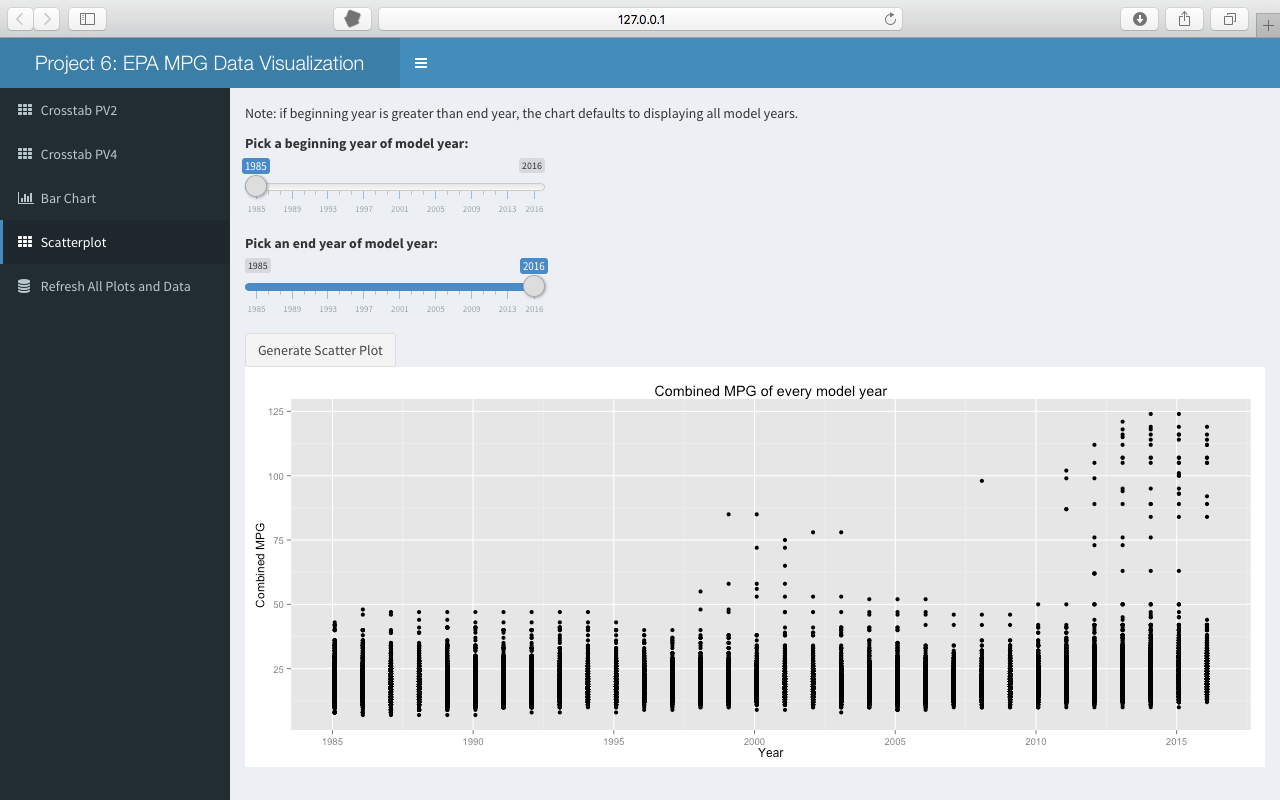 127.0.0.1
Project 6: EPA MPG Data Visualization
Crosstab PV2
Crosstab PV4
Bar Chart
Scatterplot
Refresh All Plots and Data
Note: if beginning year is greater than end year, the chart defaults to displaying all model years.
Pick a beginning year of model year:
1985 2016
1985 1989 1993 1997 2001 2005 2009 2013 2016
Pick an end year of model year:
1985 2016
1985 1989 1993 1997 2001 2005 2009 2013 2016
Generate Scatter Plot
Combined MPG of every model year
Combined MPG
125
100
75
50
25
1985 1990 1995 2000 2005 2010 2015
Year